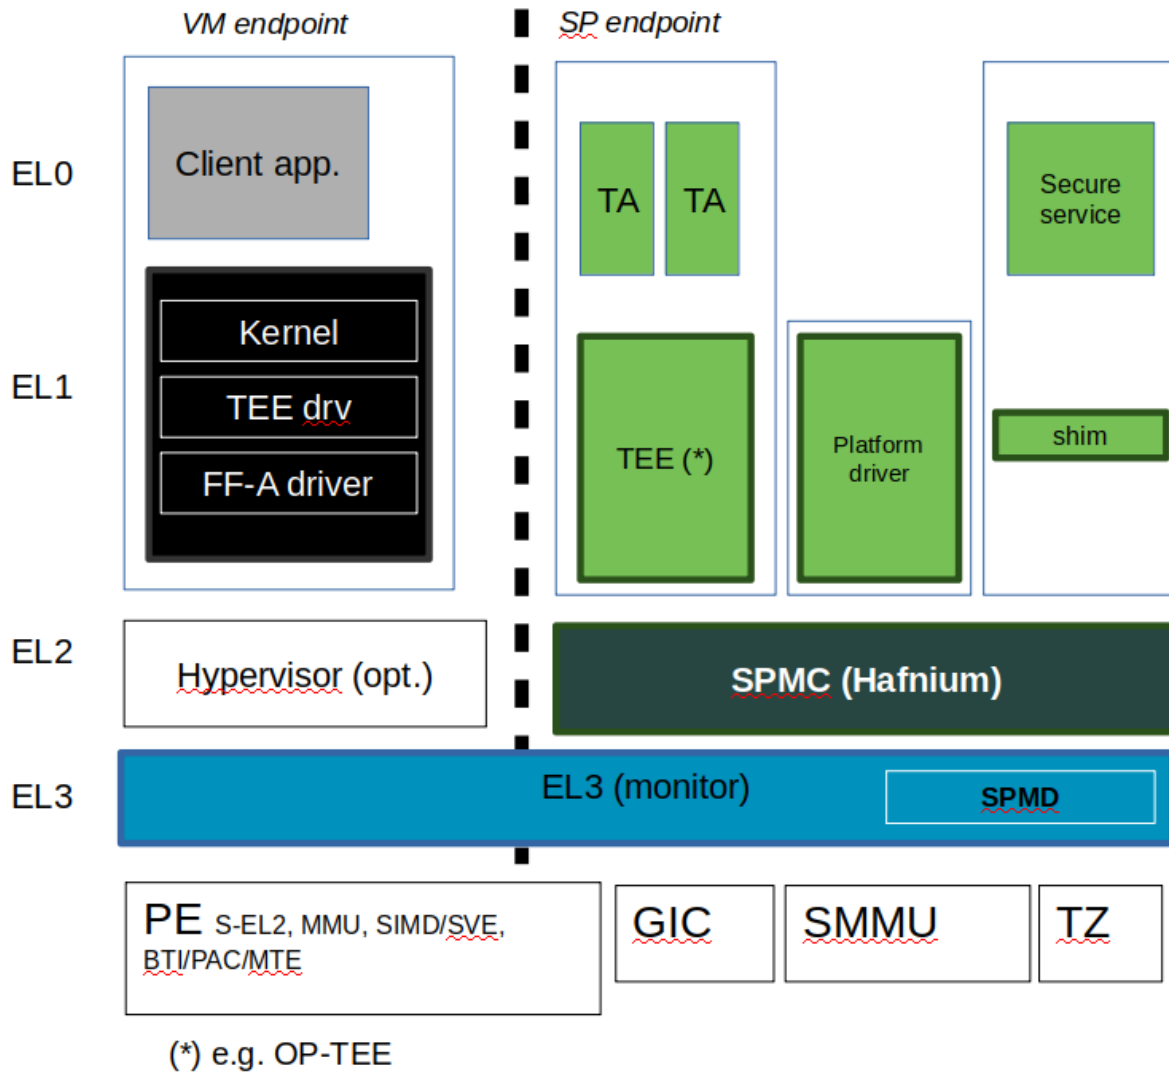 VM endpoint
SP endpoint
EL0
Client app.
TA
TA
Secure
service
EL1
Kernel
TEE drv
FF-A driver
TEE (*)
Platform
driver
shim
EL2
Hypervisor (opt.)
SPMC (Hafnium)
EL3
EL3 (monitor)
SPMD
PE S-EL2, MMU, SIMD/SVE,
BTI/PAC/MTE
GIC
SMMU
TZ
(*) e.g. OP-TEE